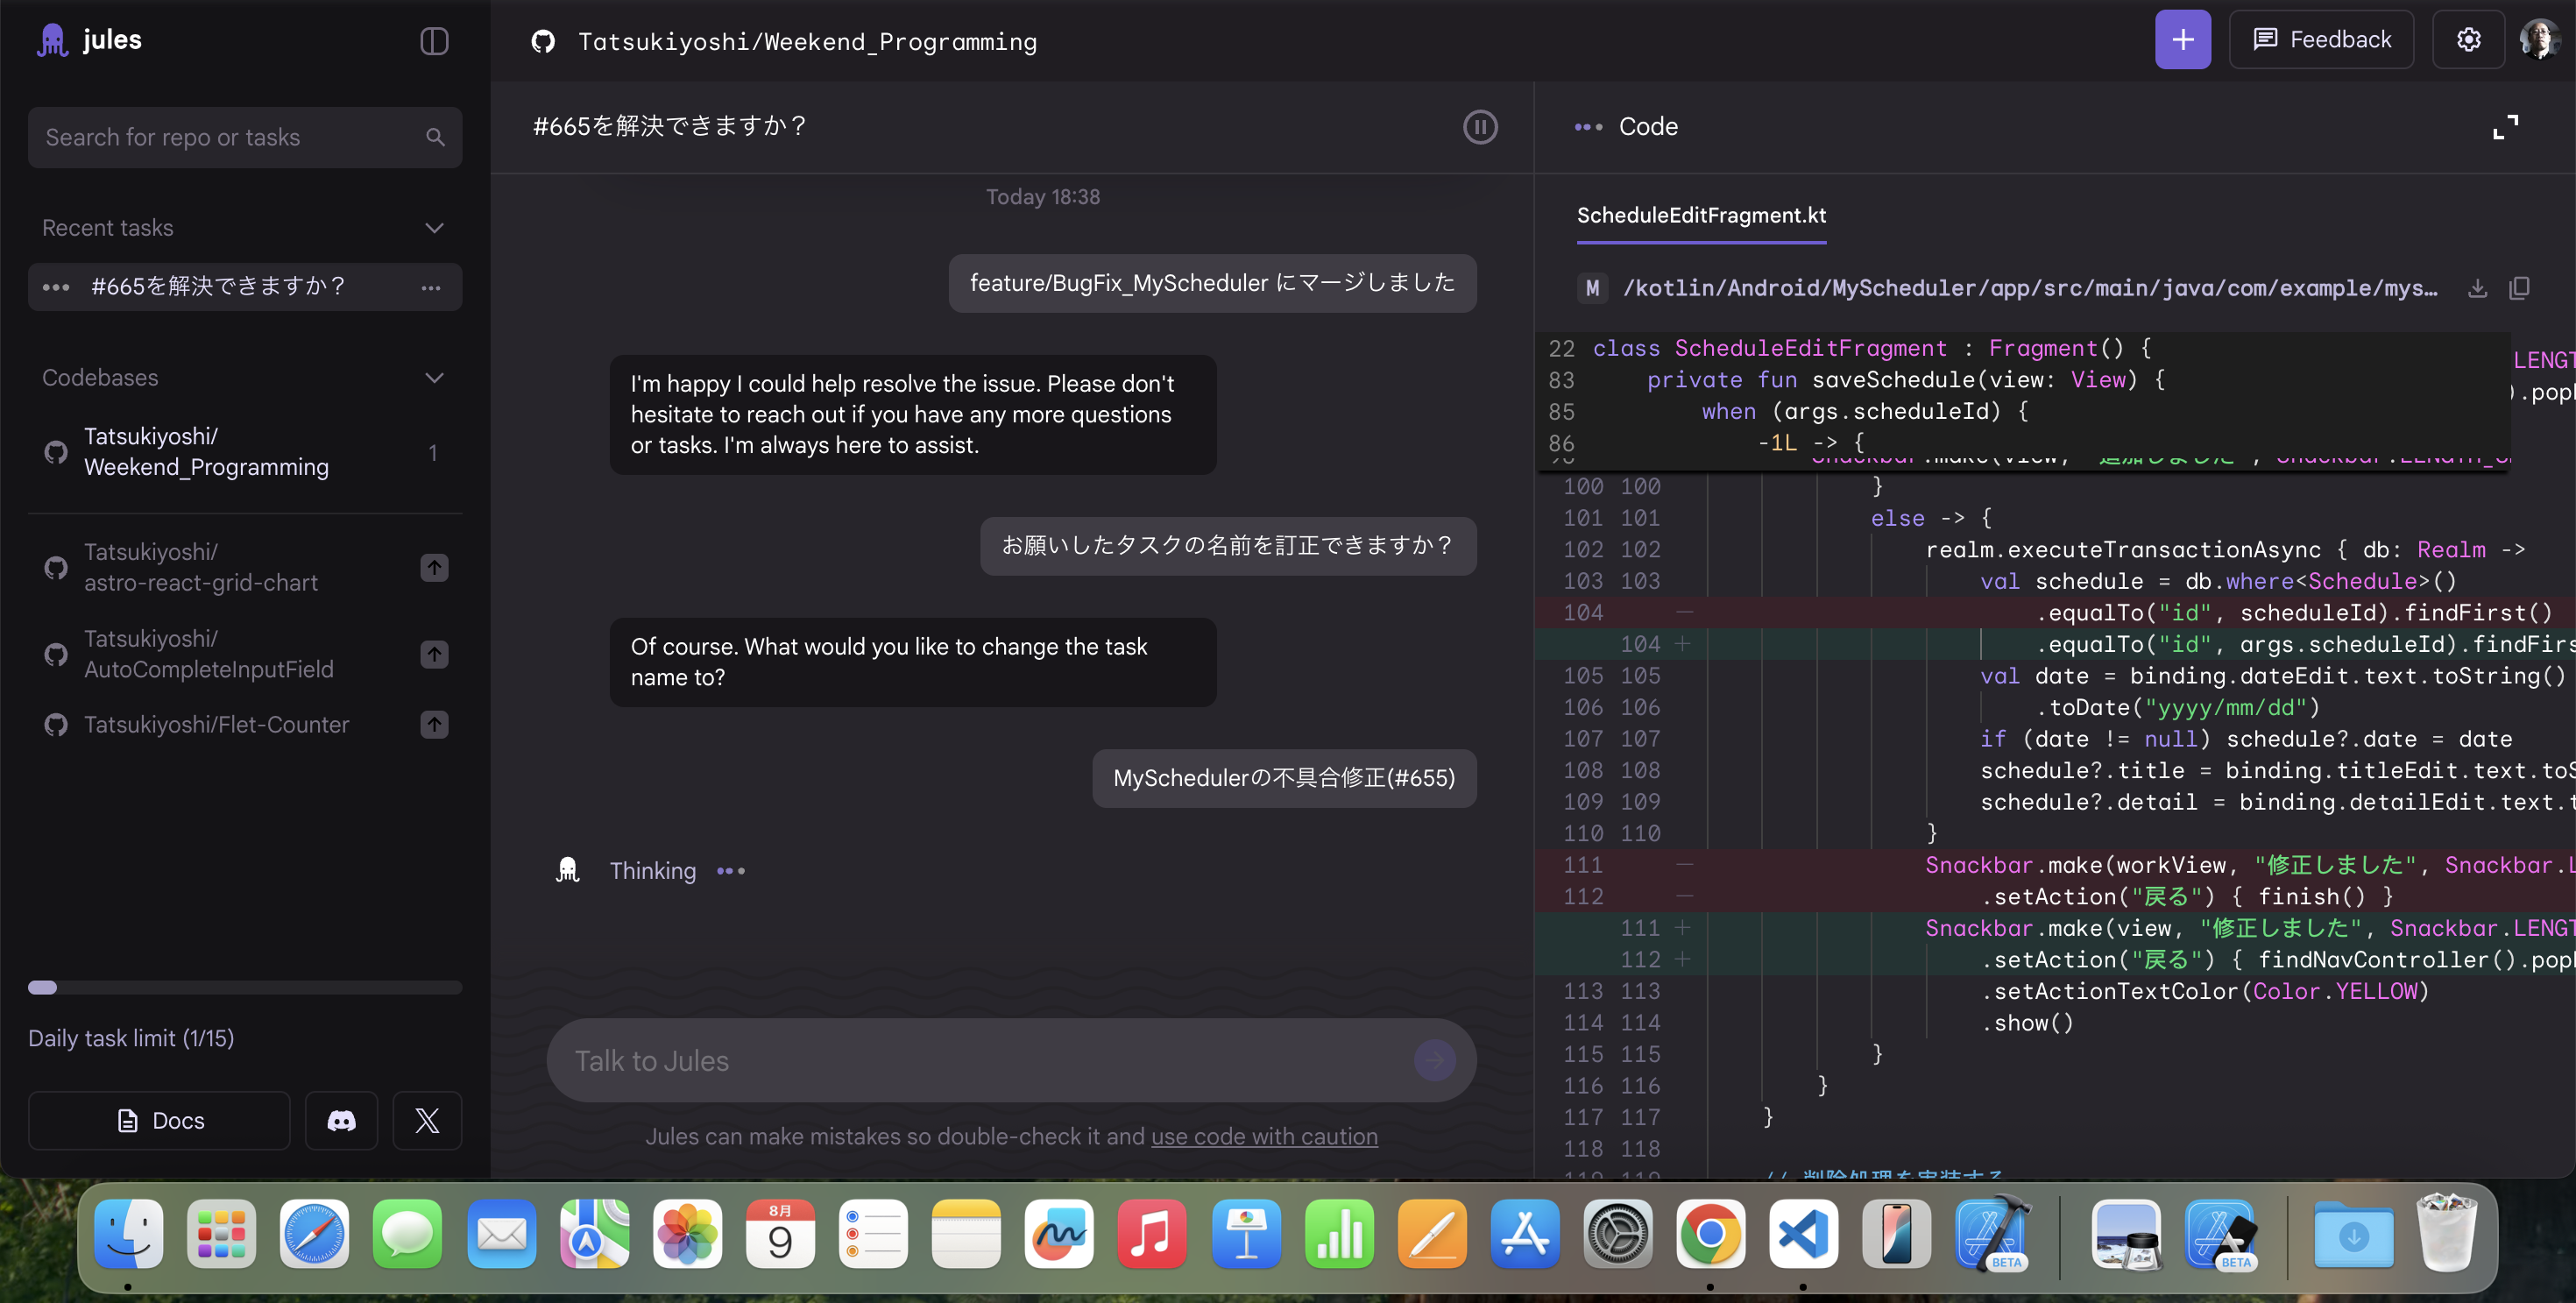 jules
Search for repo or tasks
Recent tasks
#665を解決できますか？
Codebases
Tatsukiyoshi/
Weekend_Programming
1
Tatsukiyoshi/
astro-react-grid-chart
Tatsukiyoshi/
AutoCompleteInputField
Tatsukiyoshi/Flet-Counter
Daily task limit (1/15)
Docs
Tatsukiyoshi/Weekend_Programming
Feedback
#665を解決できますか？
Today 18:38
feature/BugFix_MyScheduler にマージしました
I'm happy I could help resolve the issue. Please don't
hesitate to reach out if you have any more questions
or tasks. I'm always here to assist.
お願いしたタスクの名前を訂正できますか？
Of course. What would you like to change the task
name to?
MySchedulerの不具合修正(#655)
Thinking
Talk to Jules
Jules can make mistakes so double-check it and use code with caution
Code
ScheduleEditFragment.kt
M /kotlin/Android/MyScheduler/app/src/main/java/com/example/mys…
22 class ScheduleEditFragment : Fragment() {
83 private fun saveSchedule(view: View) {
85 when (args.scheduleId) {
86 -1L -> {
100 100 }
101 101 else -> {
102 102 realm.executeTransactionAsync { db: Realm ->
103 103 val schedule = db.where<Schedule>()
104 — .equalTo("id", scheduleId).findFirst()
104 + .equalTo("id", args.scheduleId).findFirs
105 105 val date = binding.dateEdit.text.toString()
106 106 .toDate("yyyy/mm/dd")
107 107 if (date != null) schedule?.date = date
108 108 schedule?.title = binding.titleEdit.text.toS
109 109 schedule?.detail = binding.detailEdit.text.t
110 110 }
111 — Snackbar.make(workView, "修正しました", Snackbar.L
112 — .setAction("戻る") { finish() }
111 + Snackbar.make(view, "修正しました", Snackbar.LENGT
112 + .setAction("戻る") { findNavController().pop
113 113 .setActionTextColor(Color.YELLOW)
114 114 .show()
115 115 }
116 116 }
117 117 }
118 118
8月
9
BETA
BETA